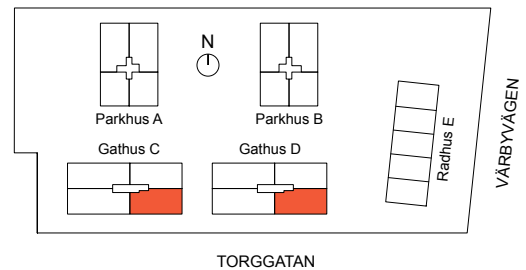 N
Parkhus A
Parkhus B
Gathus C
Gathus D
Radhus E
VÄRBYVÄGEN
TORGGATAN